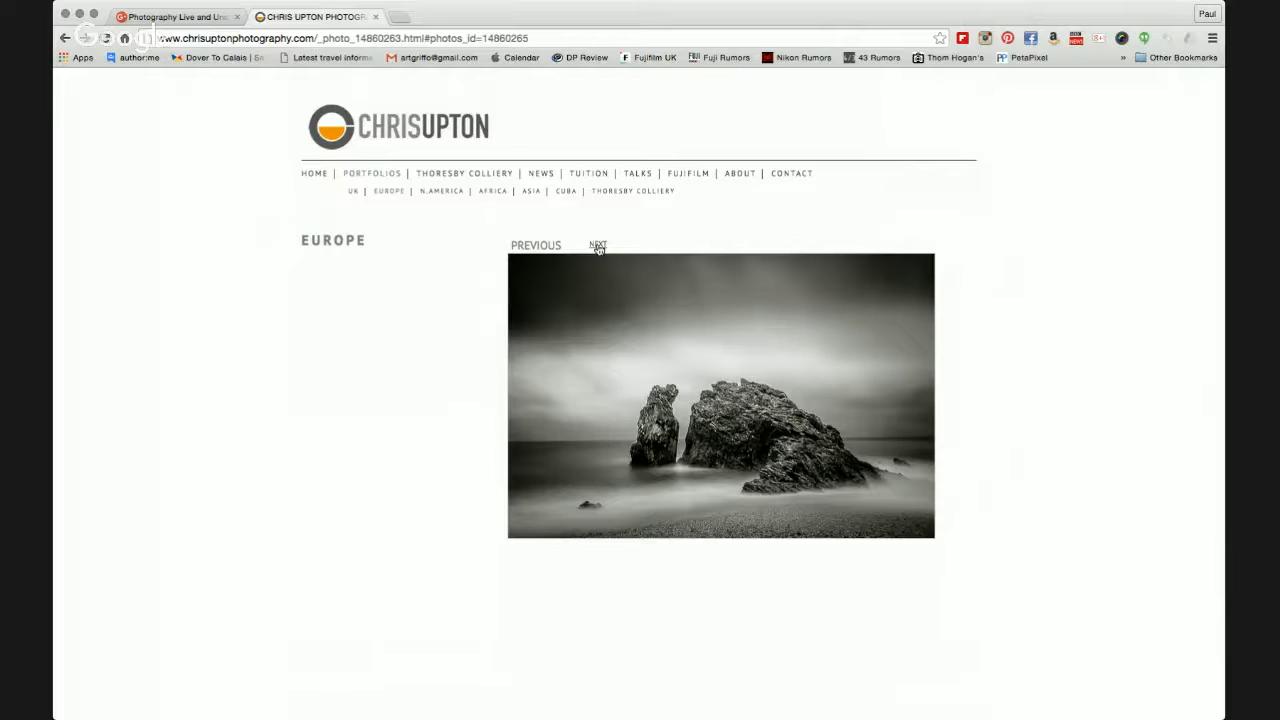 Photography Live and Un
CHRIS UPTON PHOTOGR
Paul
www.chrisuptonphotography.com/_photo_14860263.html#photos_id=14860265
Apps author:me Dover To Calais | Se Latest travel inform artgriffo@gmail.com Calendar DP Review Fujifilm UK Fuji Rumors Nikon Rumors 43 Rumors Thom Hogan's PetaPixel » Other Bookmarks
CHRISUPTON
HOME | PORTFOLIOS | THORESBY COLLIERY | NEWS | TUITION | TALKS | FUJIFILM | ABOUT | CONTACT
UK | EUROPE | N.AMERICA | AFRICA | ASIA | CUBA | THORESBY COLLIERY
EUROPE
PREVIOUS NEXT